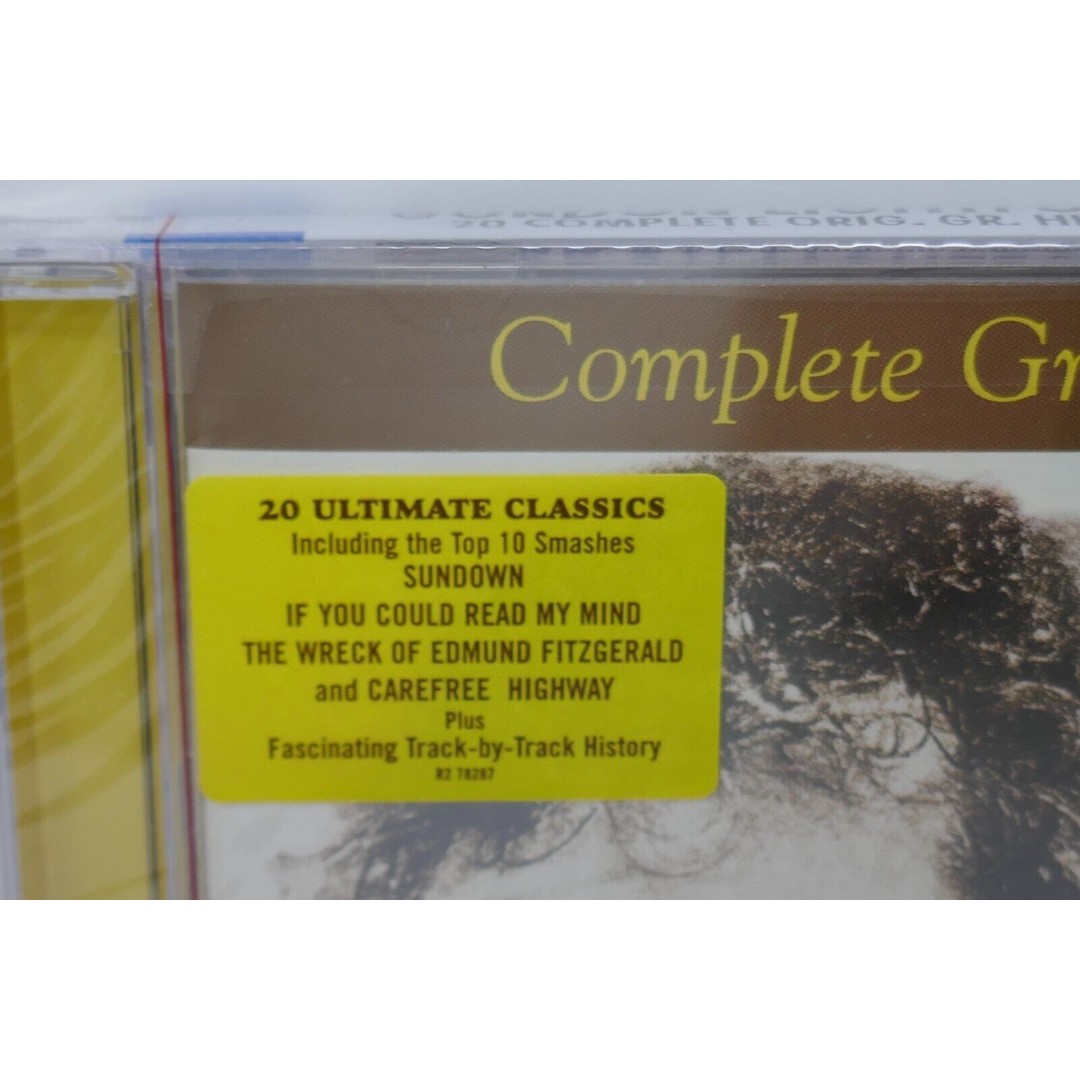 20 COMPLETE ORIG. GR. HI
Complete Gr
20 ULTIMATE CLASSICS
Including the Top 10 Smashes
SUNDOWN
IF YOU COULD READ MY MIND
THE WRECK OF EDMUND FITZGERALD
and CAREFREE HIGHWAY
Plus
Fascinating Track-by-Track History
R2 78287